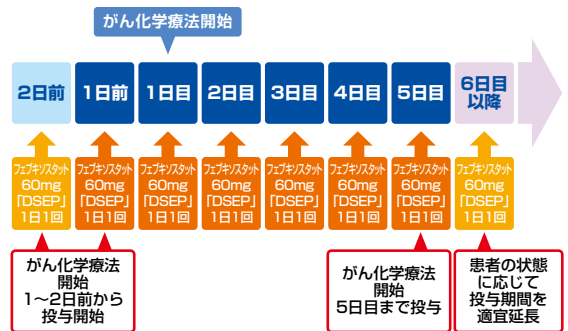 がん化学療法開始
2日前
1日前
1日目
2日目
3日目
4日目
5日目
6日目
以降
フェブキソスタット
60mg
「DSEP」
1日1回
フェブキソスタット
60mg
「DSEP」
1日1回
フェブキソスタット
60mg
「DSEP」
1日1回
フェブキソスタット
60mg
「DSEP」
1日1回
フェブキソスタット
60mg
「DSEP」
1日1回
フェブキソスタット
60mg
「DSEP」
1日1回
フェブキソスタット
60mg
「DSEP」
1日1回
フェブキソスタット
60mg
「DSEP」
1日1回
がん化学療法
開始
1〜2日前から
投与開始
がん化学療法
開始
5日目まで投与
患者の状態
に応じて
投与期間を
適宜延長